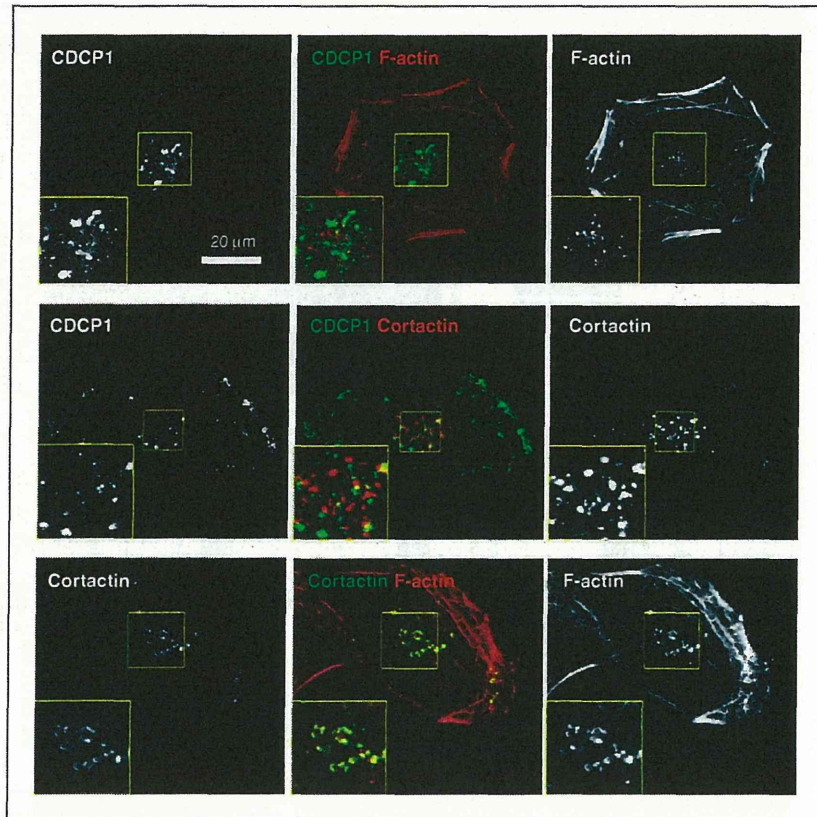 CDCP1
CDCP1 F-actin
F-actin
20 μm
CDCP1
CDCP1 Cortactin
Cortactin
Cortactin
Cortactin F-actin
F-actin